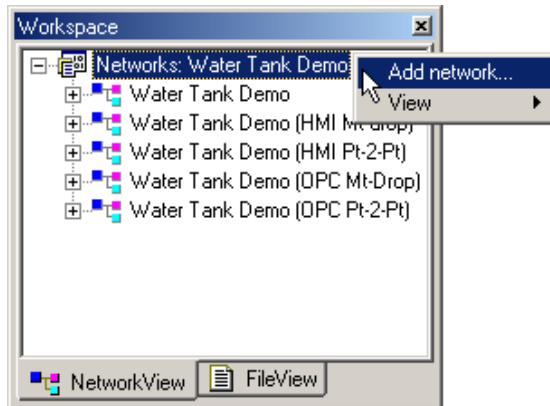 Workspace
Networks: Water Tank Demo
Add network...
View
Water Tank Demo
Water Tank Demo (HMI Mt-drop)
Water Tank Demo (HMI Pt-2-Pt)
Water Tank Demo (OPC Mt-Drop)
Water Tank Demo (OPC Pt-2-Pt)
NetworkView
FileView